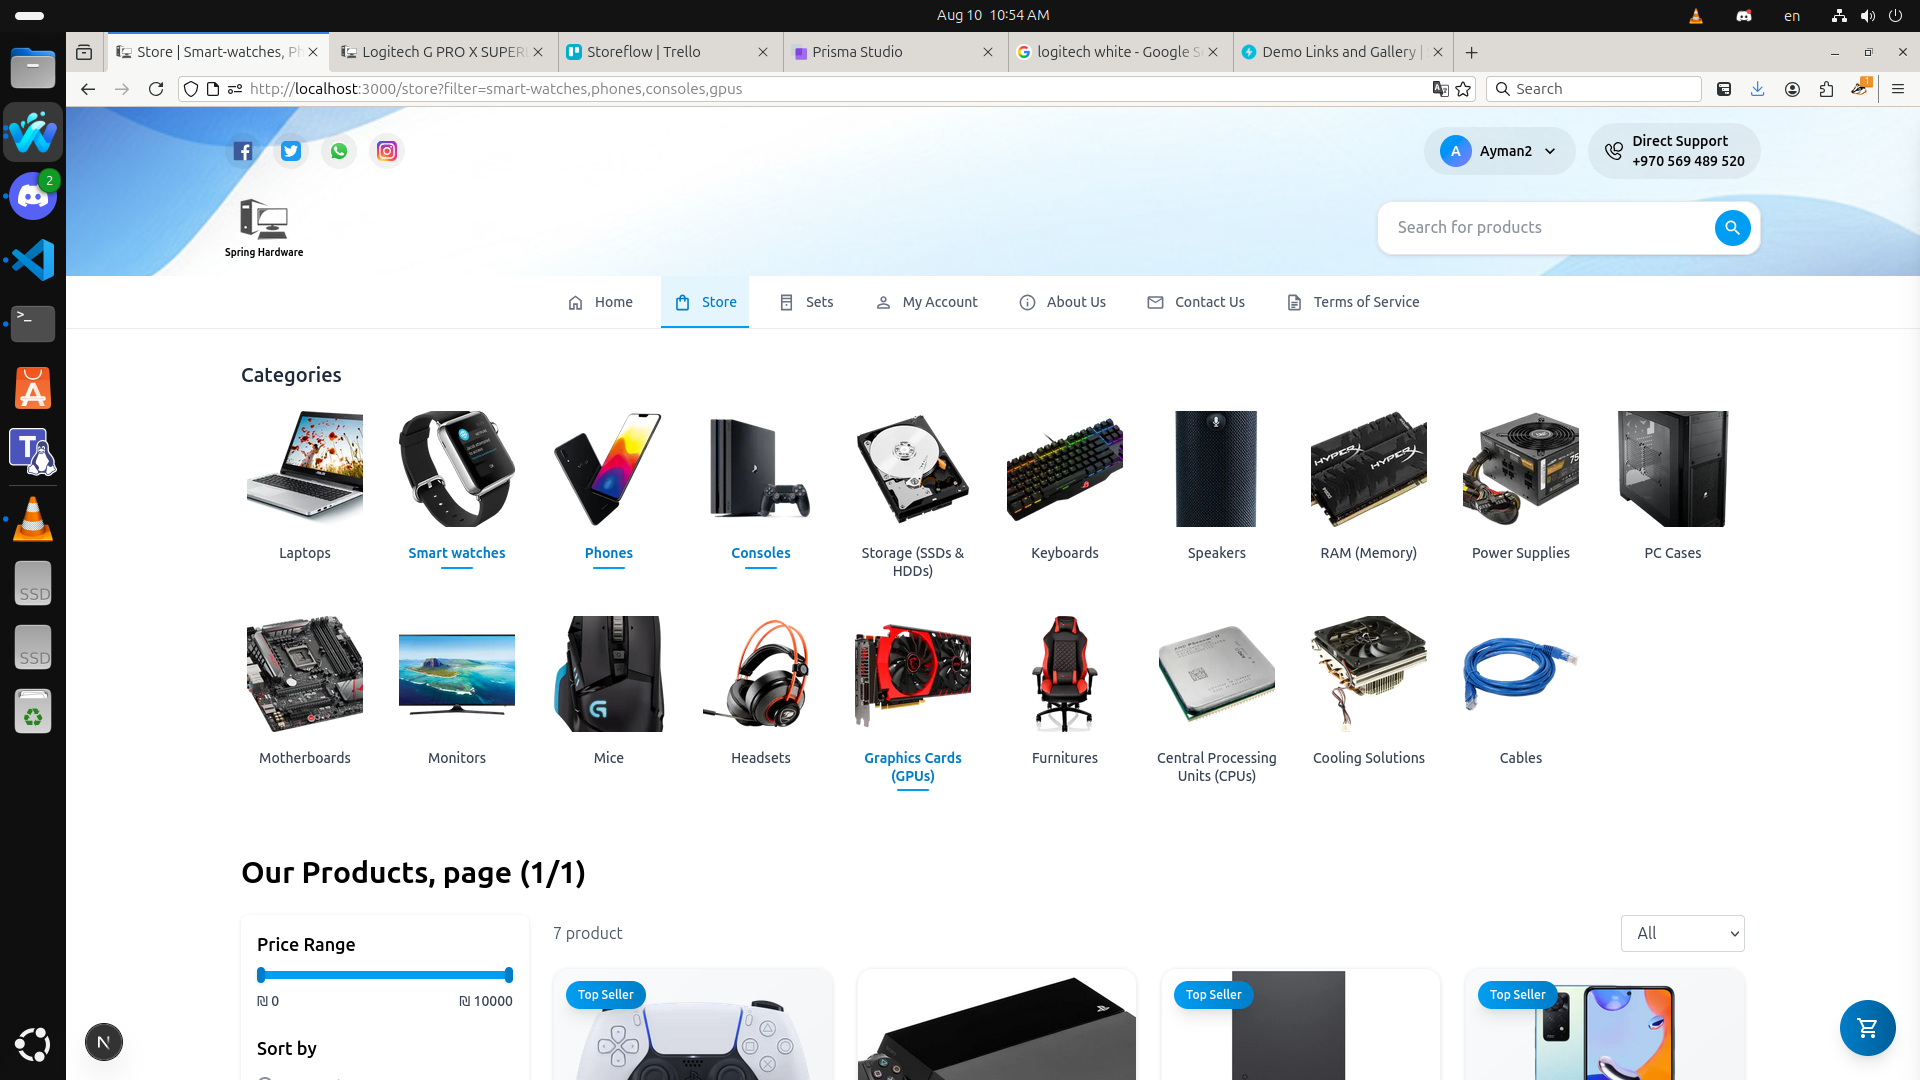 Aug 10 10:54 AM
en
Store | Smart-watches, Ph
Logitech G PRO X SUPERL
Storeflow | Trello
Prisma Studio
logitech white - Google S
Demo Links and Gallery |
http://localhost:3000/store?filter=smart-watches,phones,consoles,gpus
Search
1
2
A
Ayman2
Direct Support
+970 569 489 520
Spring Hardware
Search for products
Home
Store
Sets
My Account
About Us
Contact Us
Terms of Service
Categories
HYPERX
HYPERX
Laptops
Smart watches
Phones
Consoles
Storage (SSDs & HDDs)
Keyboards
Speakers
RAM (Memory)
Power Supplies
PC Cases
Motherboards
Monitors
Mice
Headsets
Graphics Cards (GPUs)
Furnitures
Central Processing Units (CPUs)
Cooling Solutions
Cables
SSD
SSD
Our Products, page (1/1)
Price Range
₪ 0
₪ 10000
Sort by
7 product
All
Top Seller
Top Seller
Top Seller
N